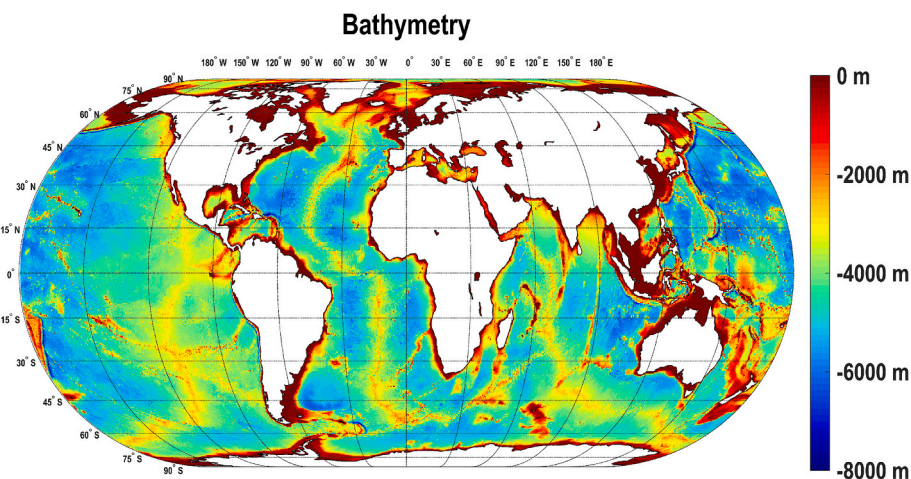 Bathymetry
180° W 150° W 120° W 90° W 60° W 30° W 0° 30° E 60° E 90° E 120° E 150° E 180° E
90° N
75° N
60° N
45° N
30° N
15° N
0°
15° S
30° S
45° S
60° S
75° S
90° S
0 m
-2000 m
-4000 m
-6000 m
-8000 m